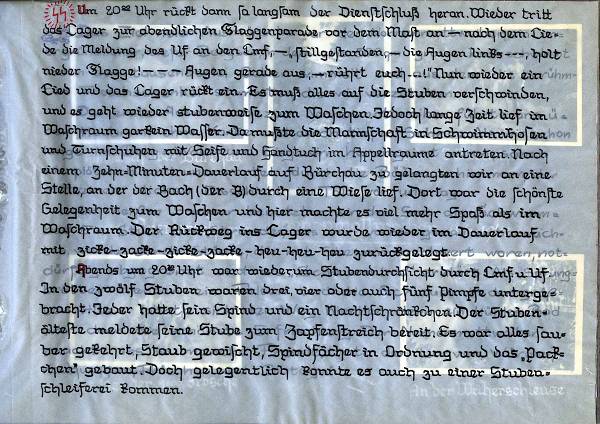 Um 20⁰⁰ Uhr rückt dann so langsam der Dienstschluß heran. Wieder tritt
das Lager zur abendlichen Flaggenparade vor dem Mast an – nach dem Lie-
de die Meldung des Uf an den Lmf, –, „stillgestanden, – die Augen links – – –, holt
nieder Flagge! – – – Augen gerade aus, – rührt euch – ..!" Nun wieder ein
Lied und das Lager rückt ein. Es muß alles auf die Stuben verschwinden,
und es geht wieder stubenweise zum Waschen. Jedoch lange Zeit lief im
Waschraum gar kein Wasser. Da mußte die Mannschaft in Schwimmhosen
und Turnschuhen mit Seife und Handtuch im Appellraume antreten. Nach
einem Zehn-Minuten-Dauerlauf auf Bürchau zu gelangten wir an eine
Stelle, an der der Bach (der B) durch eine Wiese lief. Dort war die schönste
Gelegenheit zum Waschen und hier machte es viel mehr Spaß als im
Waschraum. Der Rückweg ins Lager wurde wieder im Dauerlauf
mit zicke-zacke-zicke-zacke-heu-heu-heu zurückgelegt.
Abends um 20³⁰ Uhr war wiederum Stubendurchsicht durch Lmf u. Uf.
In den zwölf Stuben waren drei, vier oder auch fünf Pimpfe unterge-
bracht. Jeder hatte sein Spind und ein Nachtschränkchen. Der Stuben-
älteste meldete seine Stube zum Zapfenstreich bereit. Es war alles sau-
ber gekehrt, Staub gewischt, Spindfächer in Ordnung und das „Päck-
chen" gebaut. Doch gelegentlich konnte es auch zu einer Stuben-
schleiferei kommen.
An der Weiherschleuse